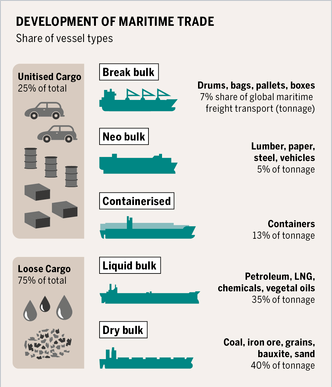 DEVELOPMENT OF MARITIME TRADE
Share of vessel types
Unitised Cargo
25% of total
Break bulk
Drums, bags, pallets, boxes
7% share of global maritime
freight transport (tonnage)
Neo bulk
Lumber, paper,
steel, vehicles
5% of tonnage
Containerised
Containers
13% of tonnage
Loose Cargo
75% of total
Liquid bulk
Petroleum, LNG,
chemicals, vegetal oils
35% of tonnage
Dry bulk
Coal, iron ore, grains,
bauxite, sand
40% of tonnage